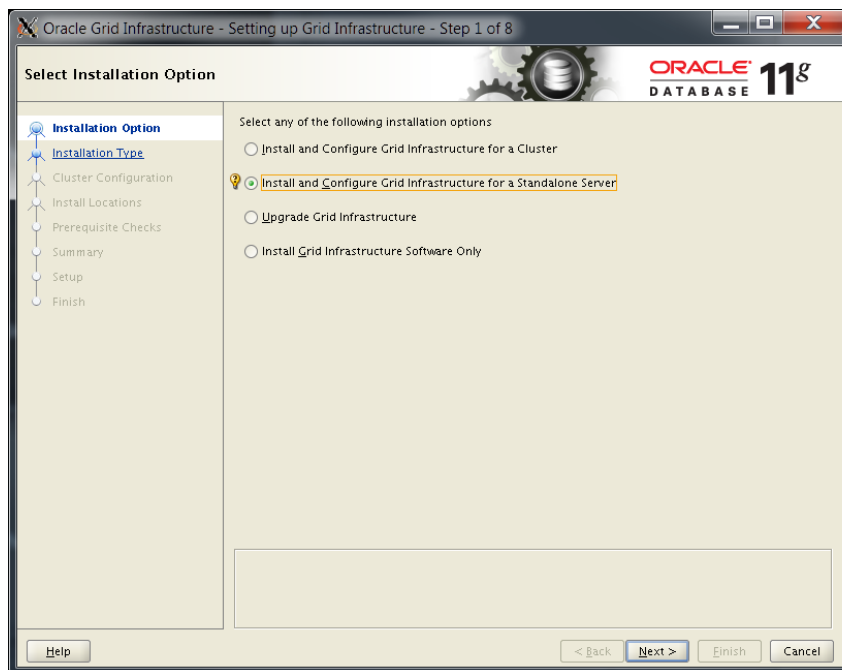 Oracle Grid Infrastructure - Setting up Grid Infrastructure - Step 1 of 8
Select Installation Option
ORACLE DATABASE 11g
Installation Option
Installation Type
Cluster Configuration
Install Locations
Prerequisite Checks
Summary
Setup
Finish
Select any of the following installation options
Install and Configure Grid Infrastructure for a Cluster
Install and Configure Grid Infrastructure for a Standalone Server
Upgrade Grid Infrastructure
Install Grid Infrastructure Software Only
Help
< Back
Next >
Finish
Cancel